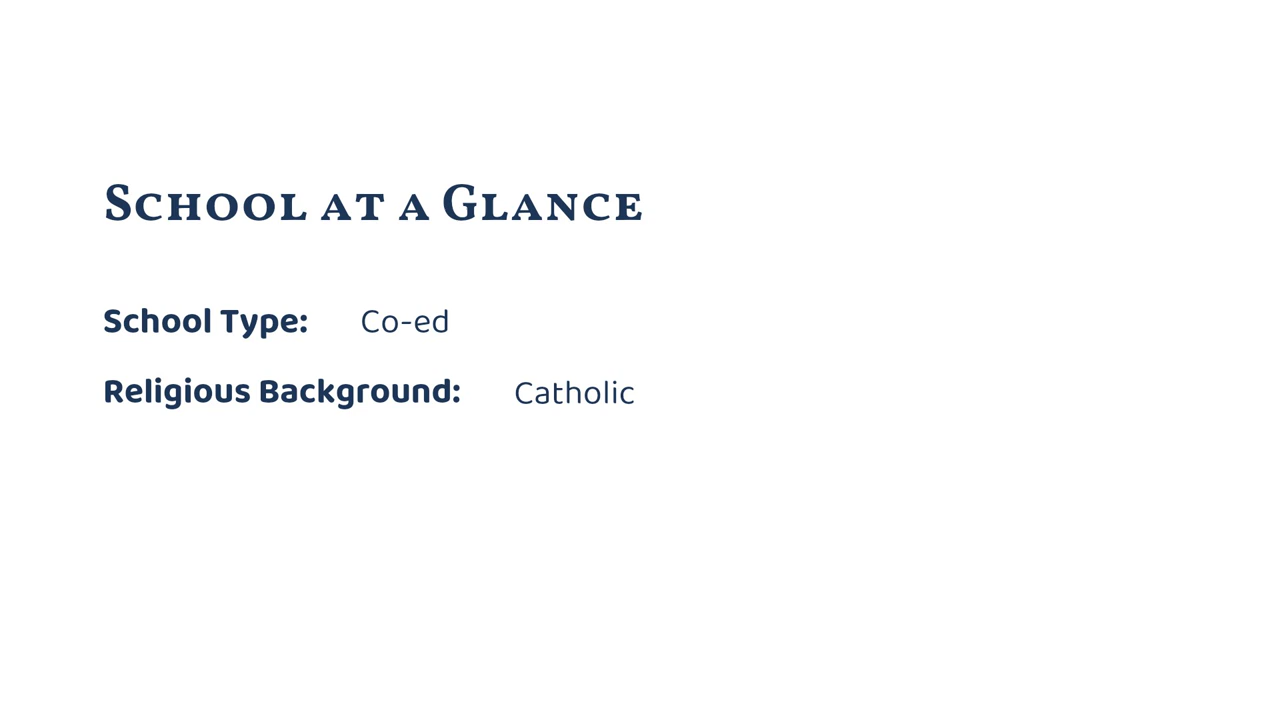 School at a Glance
School Type: Co-ed
Religious Background: Catholic